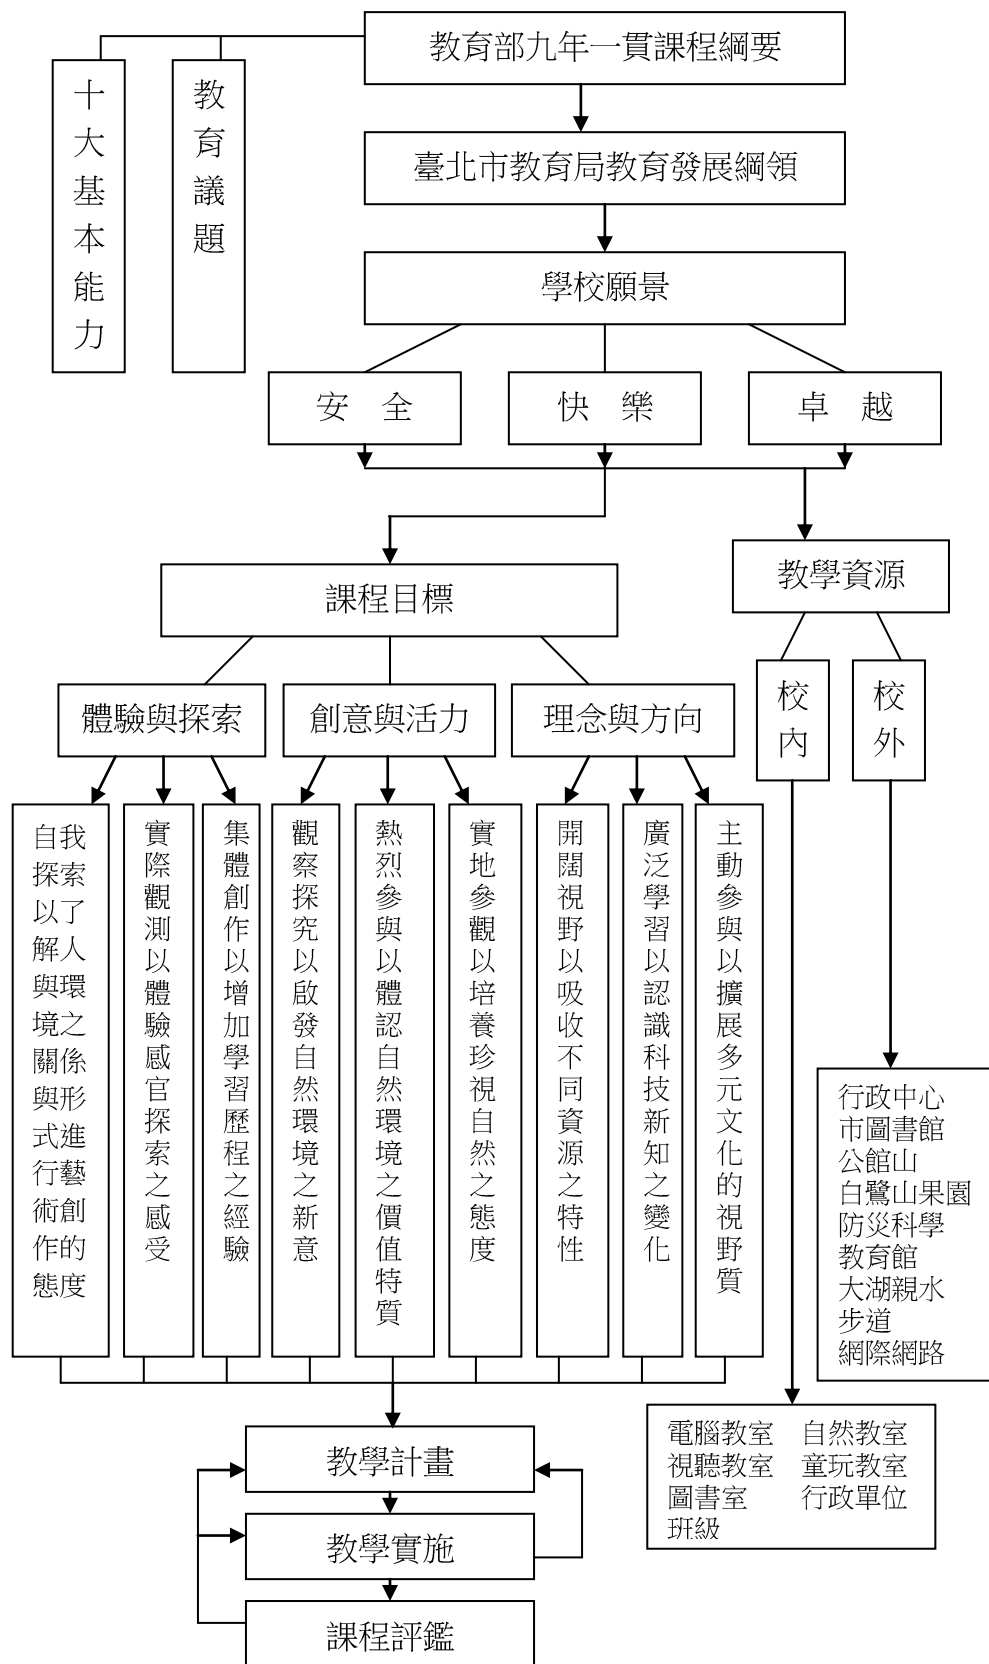 教育部九年一貫課程綱要
十大基本能力
教育議題
臺北市教育局教育發展綱領
學校願景
安　全
快　樂
卓　越
課程目標
教學資源
體驗與探索
創意與活力
理念與方向
校內
校外
自我
探索
以了
解人
與環
境之
關係
與形
式進
行藝
術創
作的
態度
實際觀測以體驗感官探索之感受
集體創作以增加學習歷程之經驗
觀察探究以啟發自然環境之新意
熱烈參與以體認自然環境之價值特質
實地參觀以培養珍視自然之態度
開闊視野以吸收不同資源之特性
廣泛學習以認識科技新知之變化
主動參與以擴展多元文化的視野質
行政中心
市圖書館
公館山
白鷺山果園
防災科學
教育館
大湖親水
步道
網際網路
電腦教室　自然教室
視聽教室　童玩教室
圖書室　　行政單位
班級
教學計畫
教學實施
課程評鑑